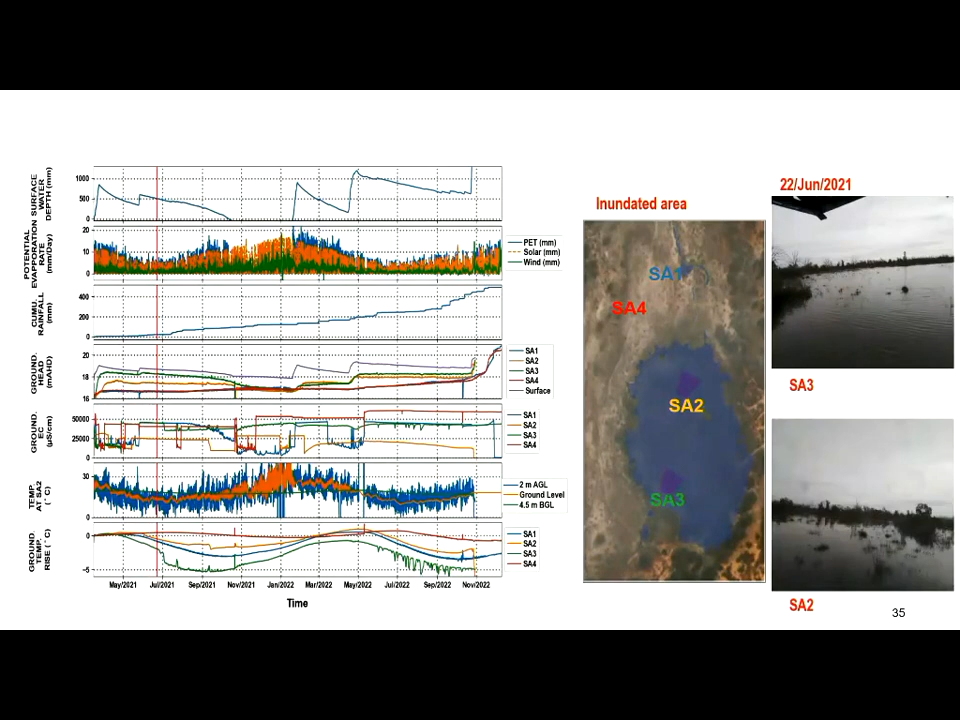 SURFACE WATER DEPTH (mm)
1000
500
0
POTENTIAL EVAPORATION RATE (mm/Day)
20
10
0
PET (mm)
Solar (mm)
Wind (mm)
CUMU. RAINFALL (mm)
400
200
0
GROUND. HEAD (mAHD)
20
18
16
SA1
SA2
SA3
SA4
Surface
GROUND. EC (µS/cm)
50000
25000
0
SA1
SA2
SA3
SA4
TEMP. AT SA2 (˚C)
30
0
2 m AGL
Ground Level
4.5 m BGL
GROUND. TEMP. RISE (˚C)
0
−5
SA1
SA2
SA3
SA4
May/2021 Jul/2021 Sep/2021 Nov/2021 Jan/2022 Mar/2022 May/2022 Jul/2022 Sep/2022 Nov/2022
Time
Inundated area
SA1
SA4
SA2
SA3
22/Jun/2021
SA3
SA2
35